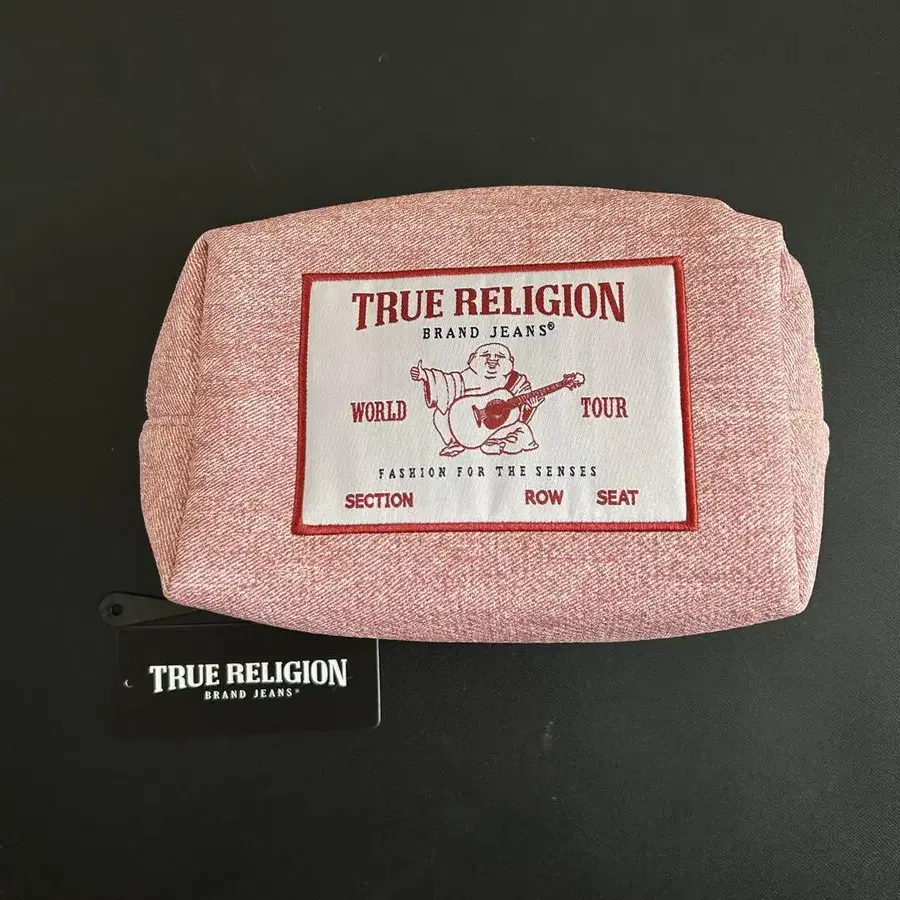 TRUE RELIGION
BRAND JEANS®
WORLD TOUR
FASHION FOR THE SENSES
SECTION ROW SEAT
TRUE RELIGION
BRAND JEANS®